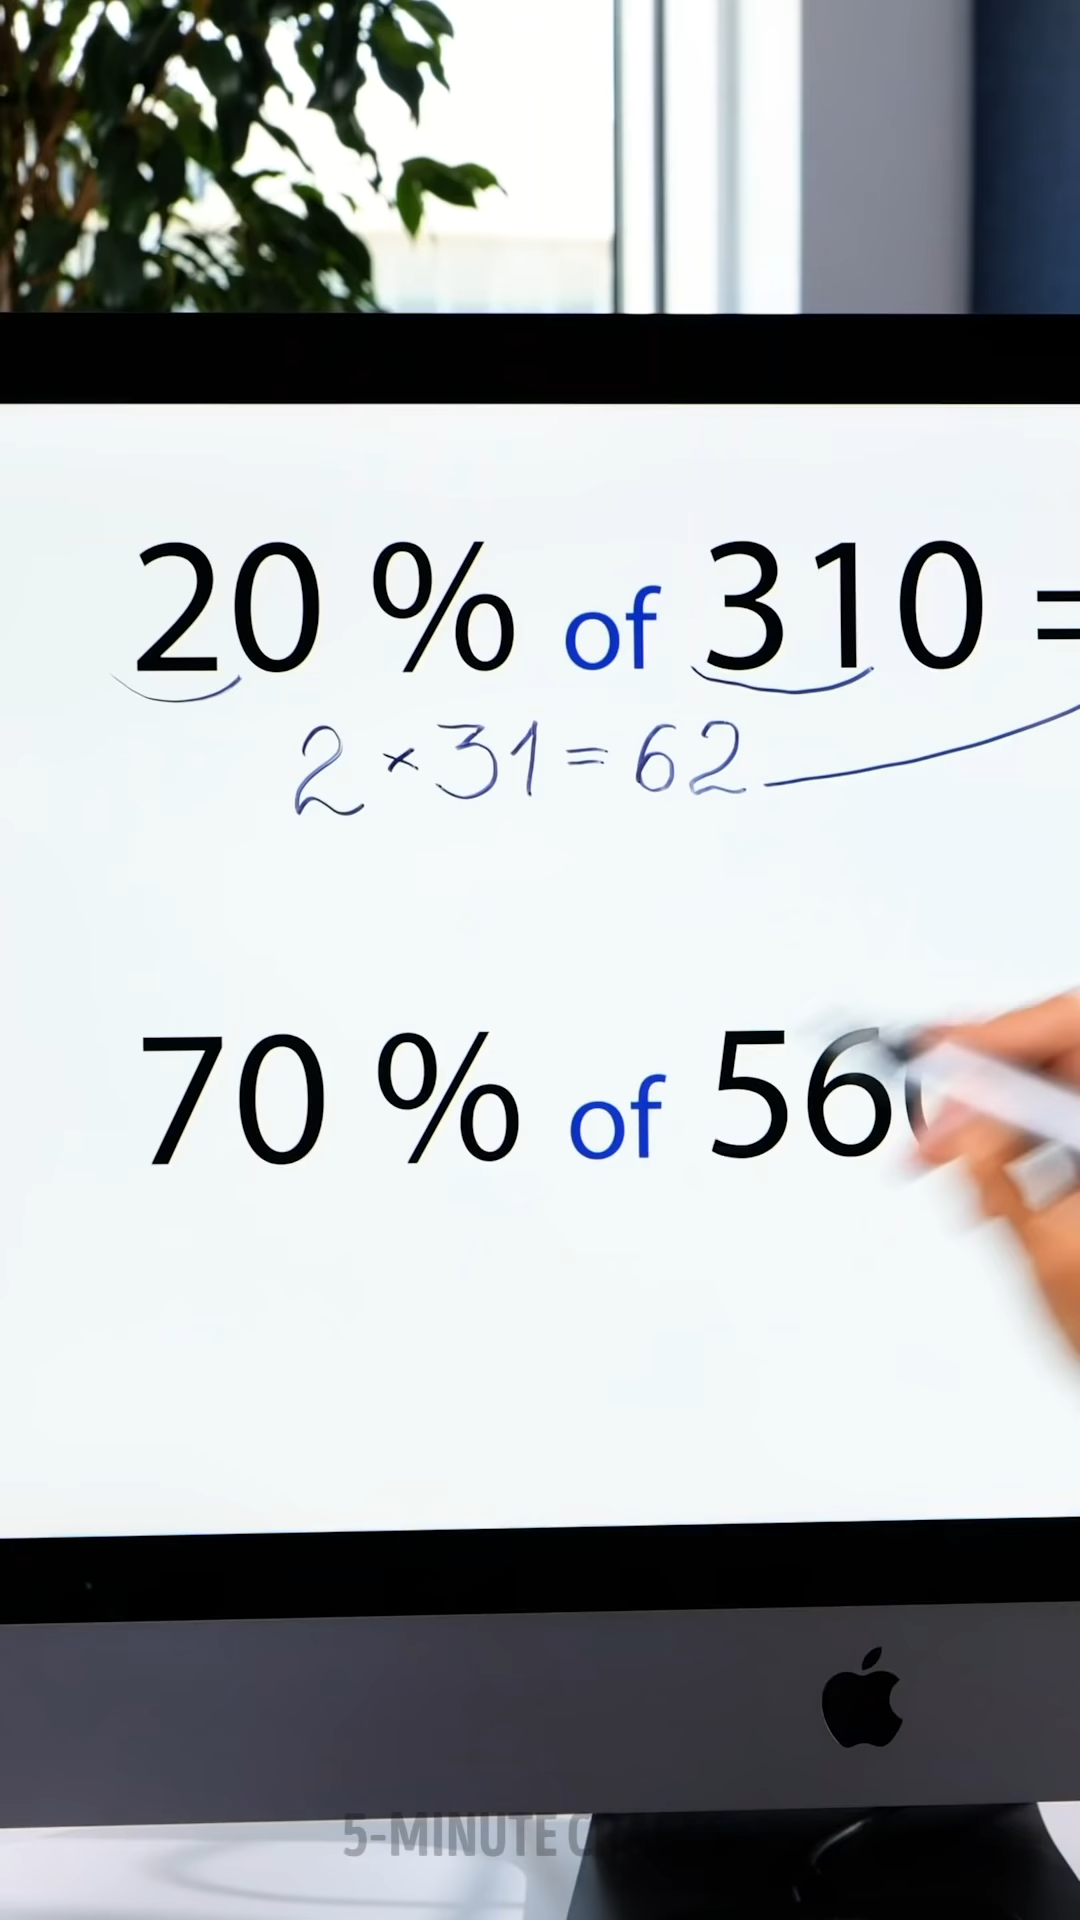 20 % of 310 =
2 × 31 = 62
70 % of 56
5-MINUTE